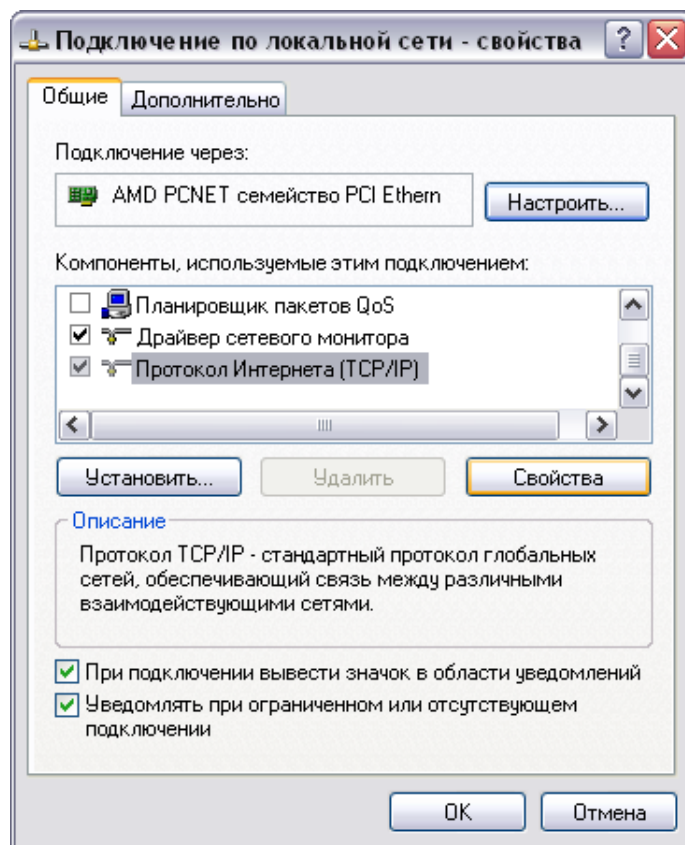 Подключение по локальной сети - свойства
Общие
Дополнительно
Подключение через:
AMD PCNET семейство PCI Ethern
Настроить...
Компоненты, используемые этим подключением:
Планировщик пакетов QoS
Драйвер сетевого монитора
Протокол Интернета (TCP/IP)
Установить...
Удалить
Свойства
Описание
Протокол TCP/IP - стандартный протокол глобальных
сетей, обеспечивающий связь между различными
взаимодействующими сетями.
При подключении вывести значок в области уведомлений
Уведомлять при ограниченном или отсутствующем
подключении
OK
Отмена